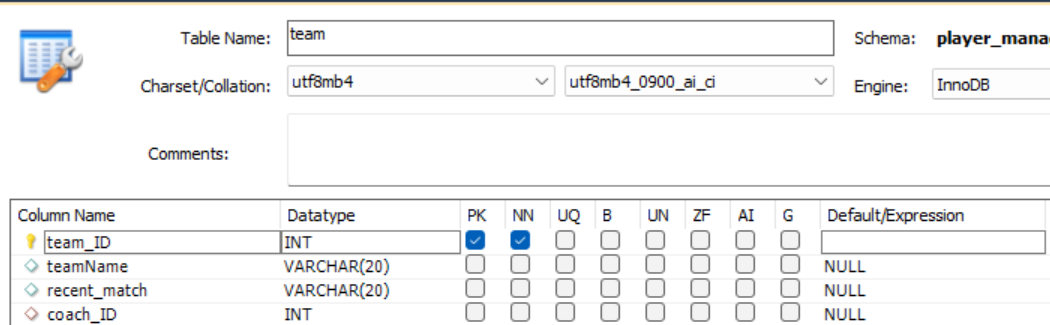 Table Name: team Schema: player_mana
Charset/Collation: utf8mb4 utf8mb4_0900_ai_ci Engine: InnoDB
Comments:
Column Name Datatype PK NN UQ B UN ZF AI G Default/Expression
team_ID INT
teamName VARCHAR(20) NULL
recent_match VARCHAR(20) NULL
coach_ID INT NULL